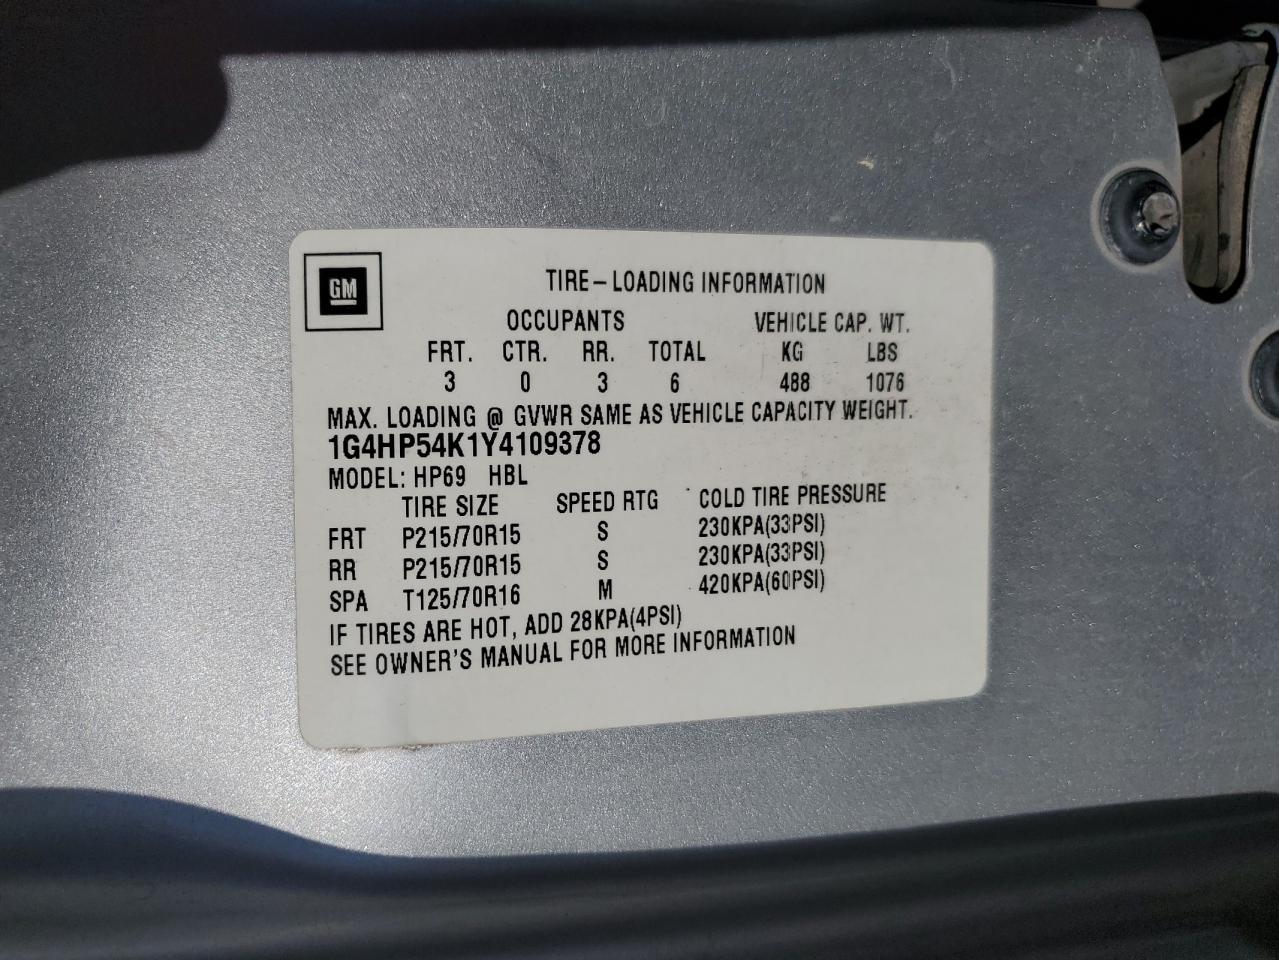 GM
TIRE-LOADING INFORMATION
OCCUPANTS VEHICLE CAP. WT.
FRT. CTR. RR. TOTAL KG LBS
3 0 3 6 488 1076
MAX. LOADING @ GVWR SAME AS VEHICLE CAPACITY WEIGHT.
1G4HP54K1Y4109378
MODEL: HP69 HBL
TIRE SIZE SPEED RTG COLD TIRE PRESSURE
FRT P215/70R15 S 230KPA(33PSI)
RR P215/70R15 S 230KPA(33PSI)
SPA T125/70R16 M 420KPA(60PSI)
IF TIRES ARE HOT, ADD 28KPA(4PSI)
SEE OWNER'S MANUAL FOR MORE INFORMATION